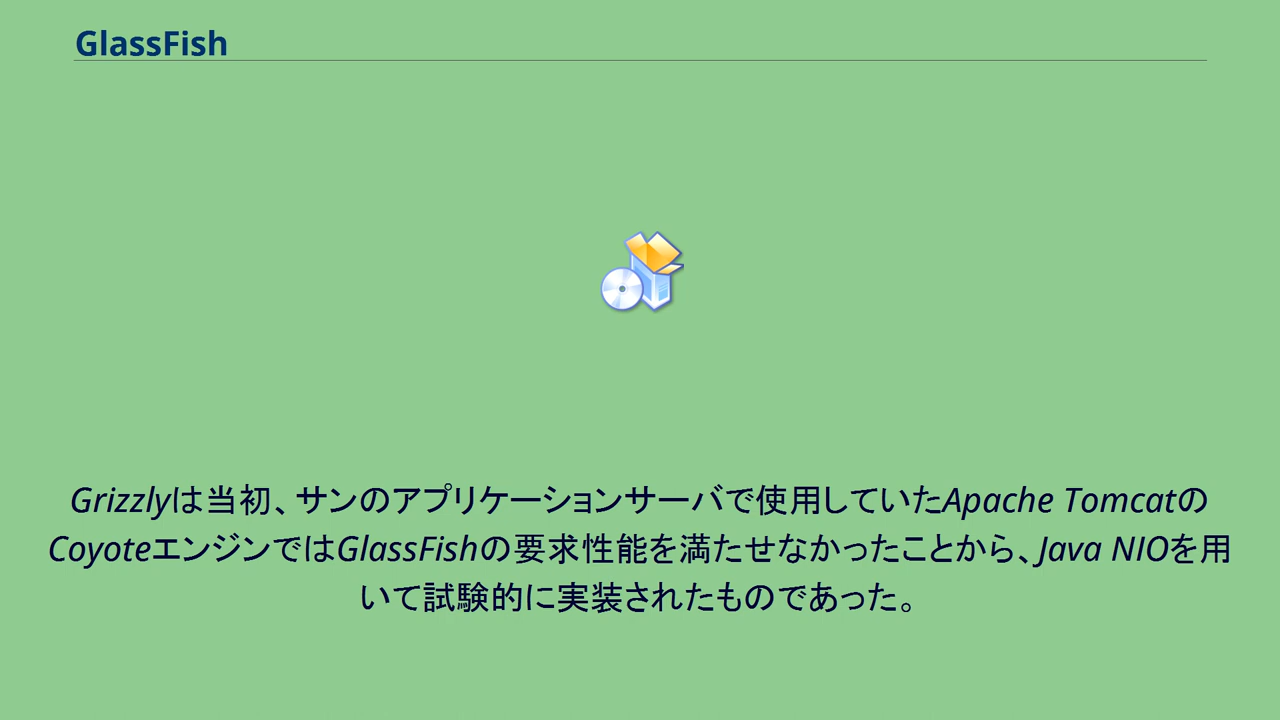 GlassFish
Grizzlyは当初、サンのアプリケーションサーバで使用していたApache Tomcatの
CoyoteエンジンではGlassFishの要求性能を満たせなかったことから、Java NIOを用
いて試験的に実装されたものであった。